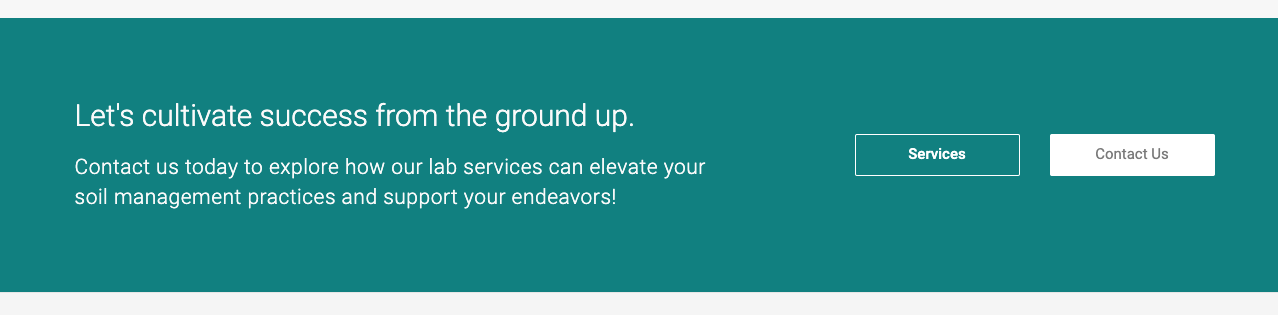 Let's cultivate success from the ground up.
Contact us today to explore how our lab services can elevate your
soil management practices and support your endeavors!
Services
Contact Us